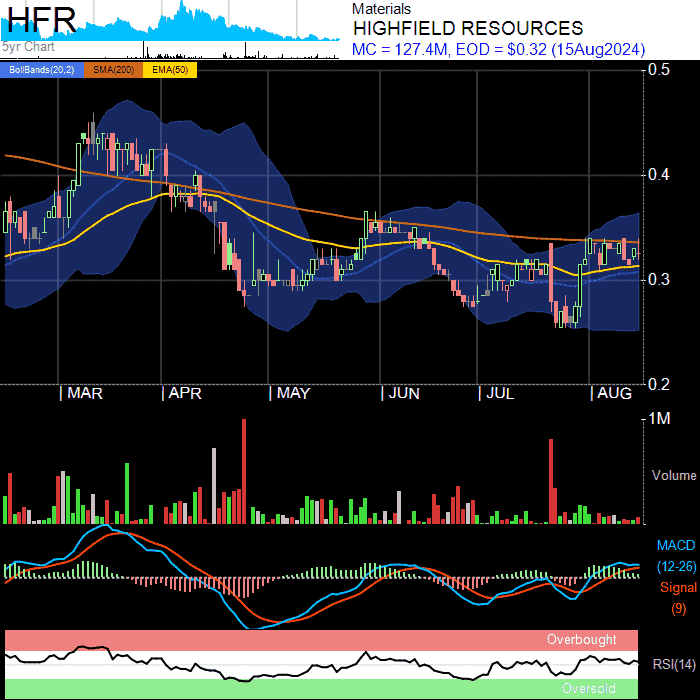 HFR
5yr Chart
Materials
HIGHFIELD RESOURCES
MC = 127.4M, EOD = $0.32 (15Aug2024)
BollBands(20,2) SMA(200) EMA(50)
0.5
0.4
0.3
0.2
| MAR | APR | MAY | JUN | JUL | AUG
1M
Volume
MACD
(12-26)
Signal
(9)
Overbought
RSI(14)
Oversold